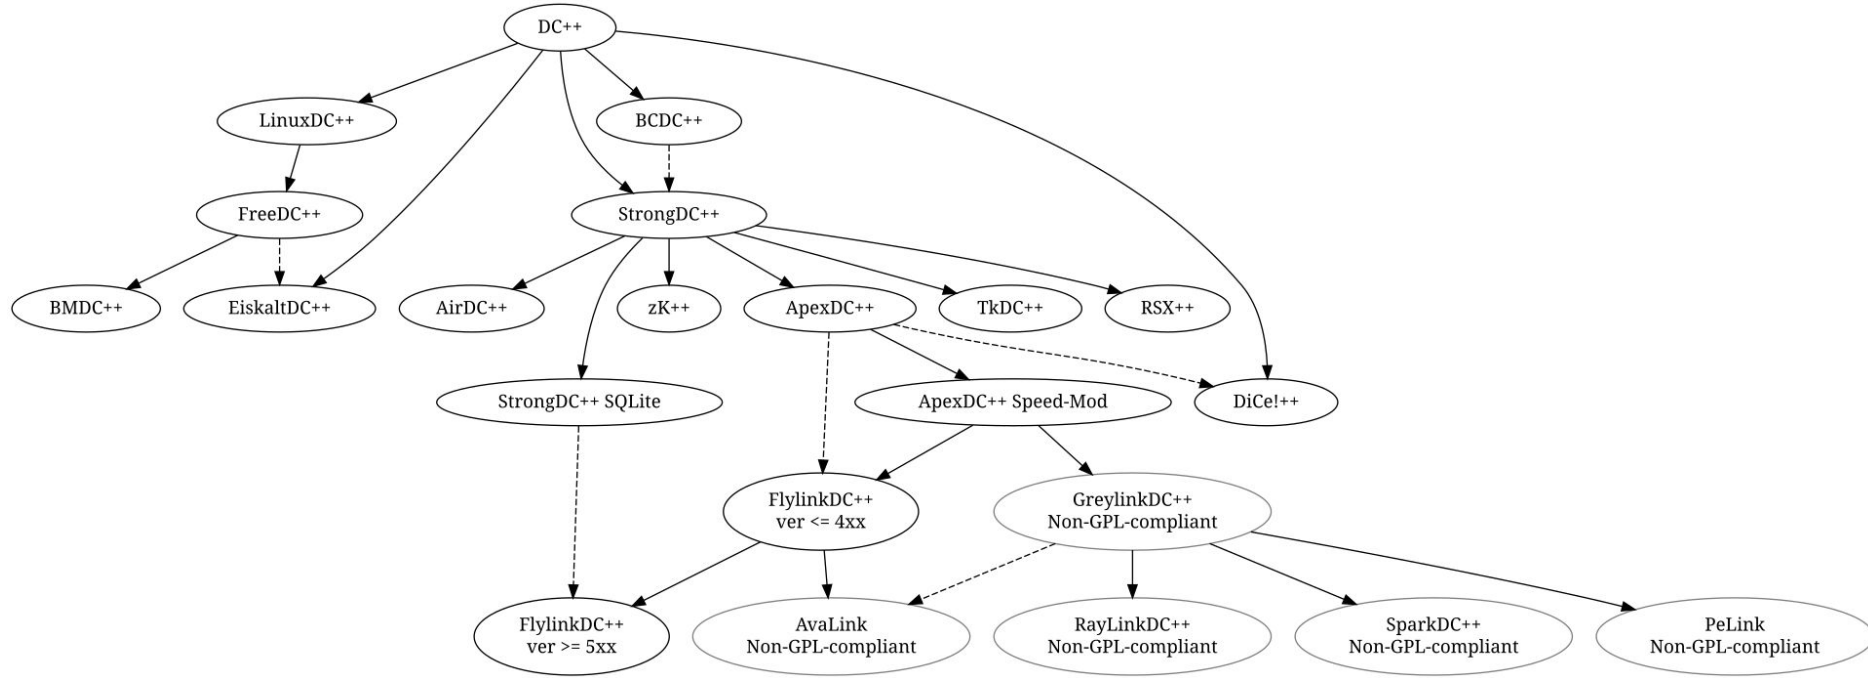 DC++
LinuxDC++
BCDC++
FreeDC++
StrongDC++
BMDC++
EiskaltDC++
AirDC++
zK++
ApexDC++
TkDC++
RSX++
StrongDC++ SQLite
ApexDC++ Speed-Mod
DiCe!++
FlylinkDC++
ver <= 4xx
GreylinkDC++
Non-GPL-compliant
FlylinkDC++
ver >= 5xx
AvaLink
Non-GPL-compliant
RayLinkDC++
Non-GPL-compliant
SparkDC++
Non-GPL-compliant
PeLink
Non-GPL-compliant